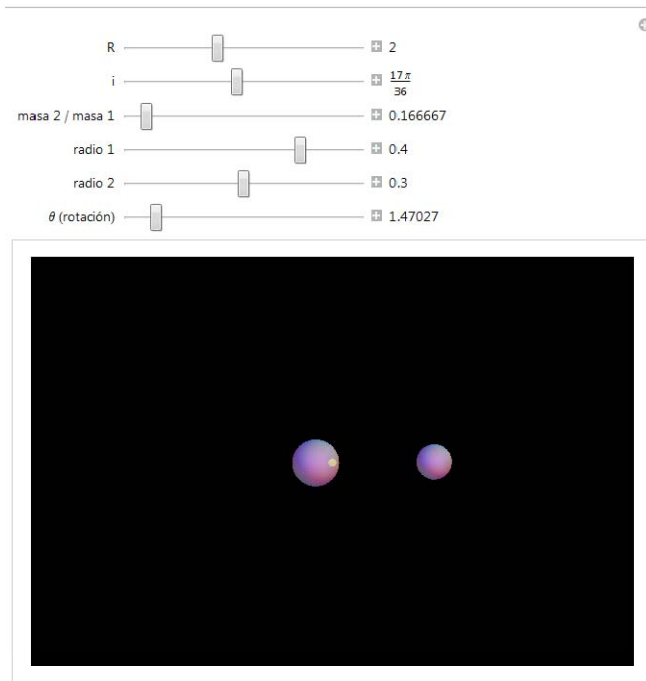 R 2
i 17π/36
masa 2 / masa 1 0.166667
radio 1 0.4
radio 2 0.3
θ (rotación) 1.47027